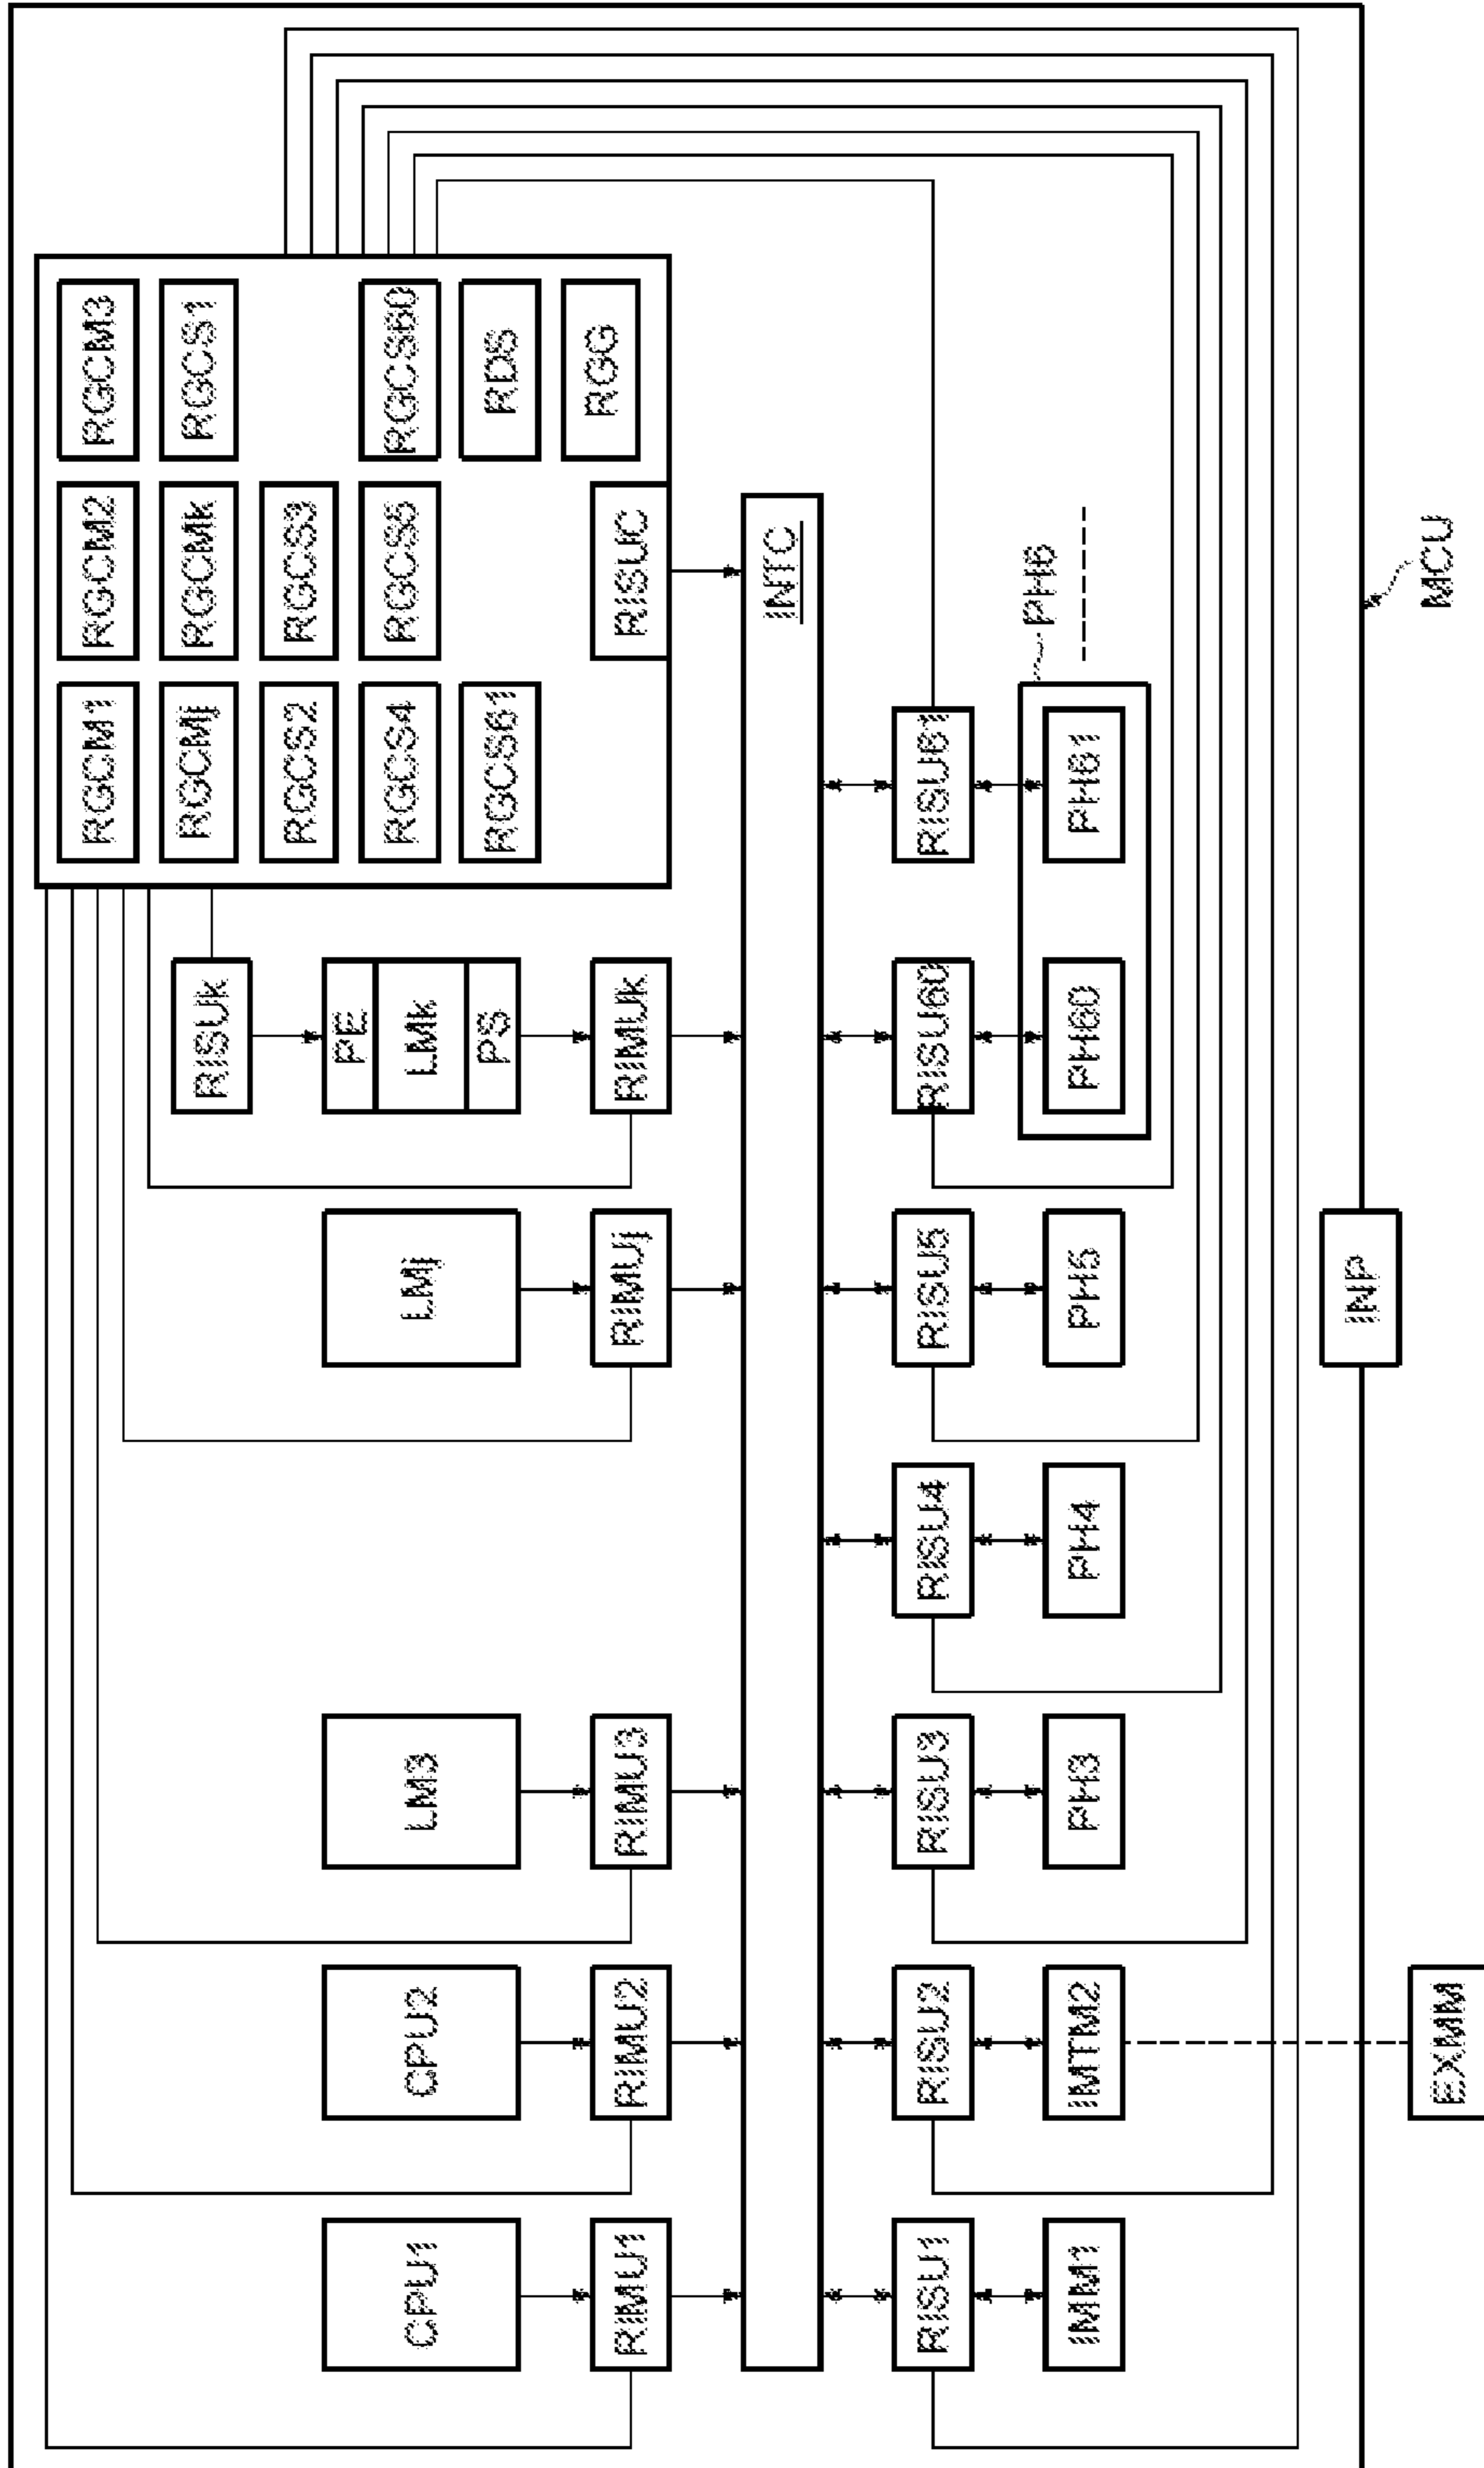 CPU1
CPU2
LM3
LMj
RISUk
PE
LMk
PS
RIMU1
RIMU2
RIMU3
RIMUj
RIMUk
RGCM1
RGCM2
RGCM3
RGCMj
RGCMk
RGCS1
RGCS2
RGCS3
RGCS4
RGCS5
RGCS60
RGCS61
RDS
RISUC
RGG
INTC
RISU1
RISU2
RISU3
RISU4
RISU5
RISU60
RISU61
PH6
IMM1
IMTM2
PH3
PH4
PH5
PH60
PH61
INP
EXMM
MCU